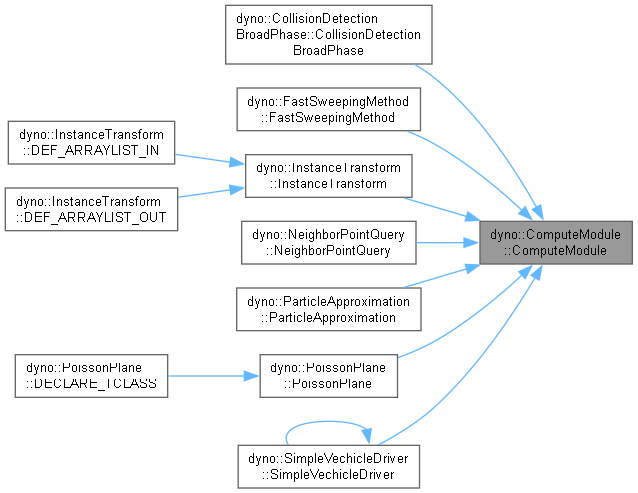 dyno::CollisionDetection
BroadPhase::CollisionDetection
BroadPhase
dyno::FastSweepingMethod
::FastSweepingMethod
dyno::InstanceTransform
::DEF_ARRAYLIST_IN
dyno::InstanceTransform
::InstanceTransform
dyno::InstanceTransform
::DEF_ARRAYLIST_OUT
dyno::NeighborPointQuery
::NeighborPointQuery
dyno::ComputeModule
::ComputeModule
dyno::ParticleApproximation
::ParticleApproximation
dyno::PoissonPlane
::DECLARE_TCLASS
dyno::PoissonPlane
::PoissonPlane
dyno::SimpleVechicleDriver
::SimpleVechicleDriver